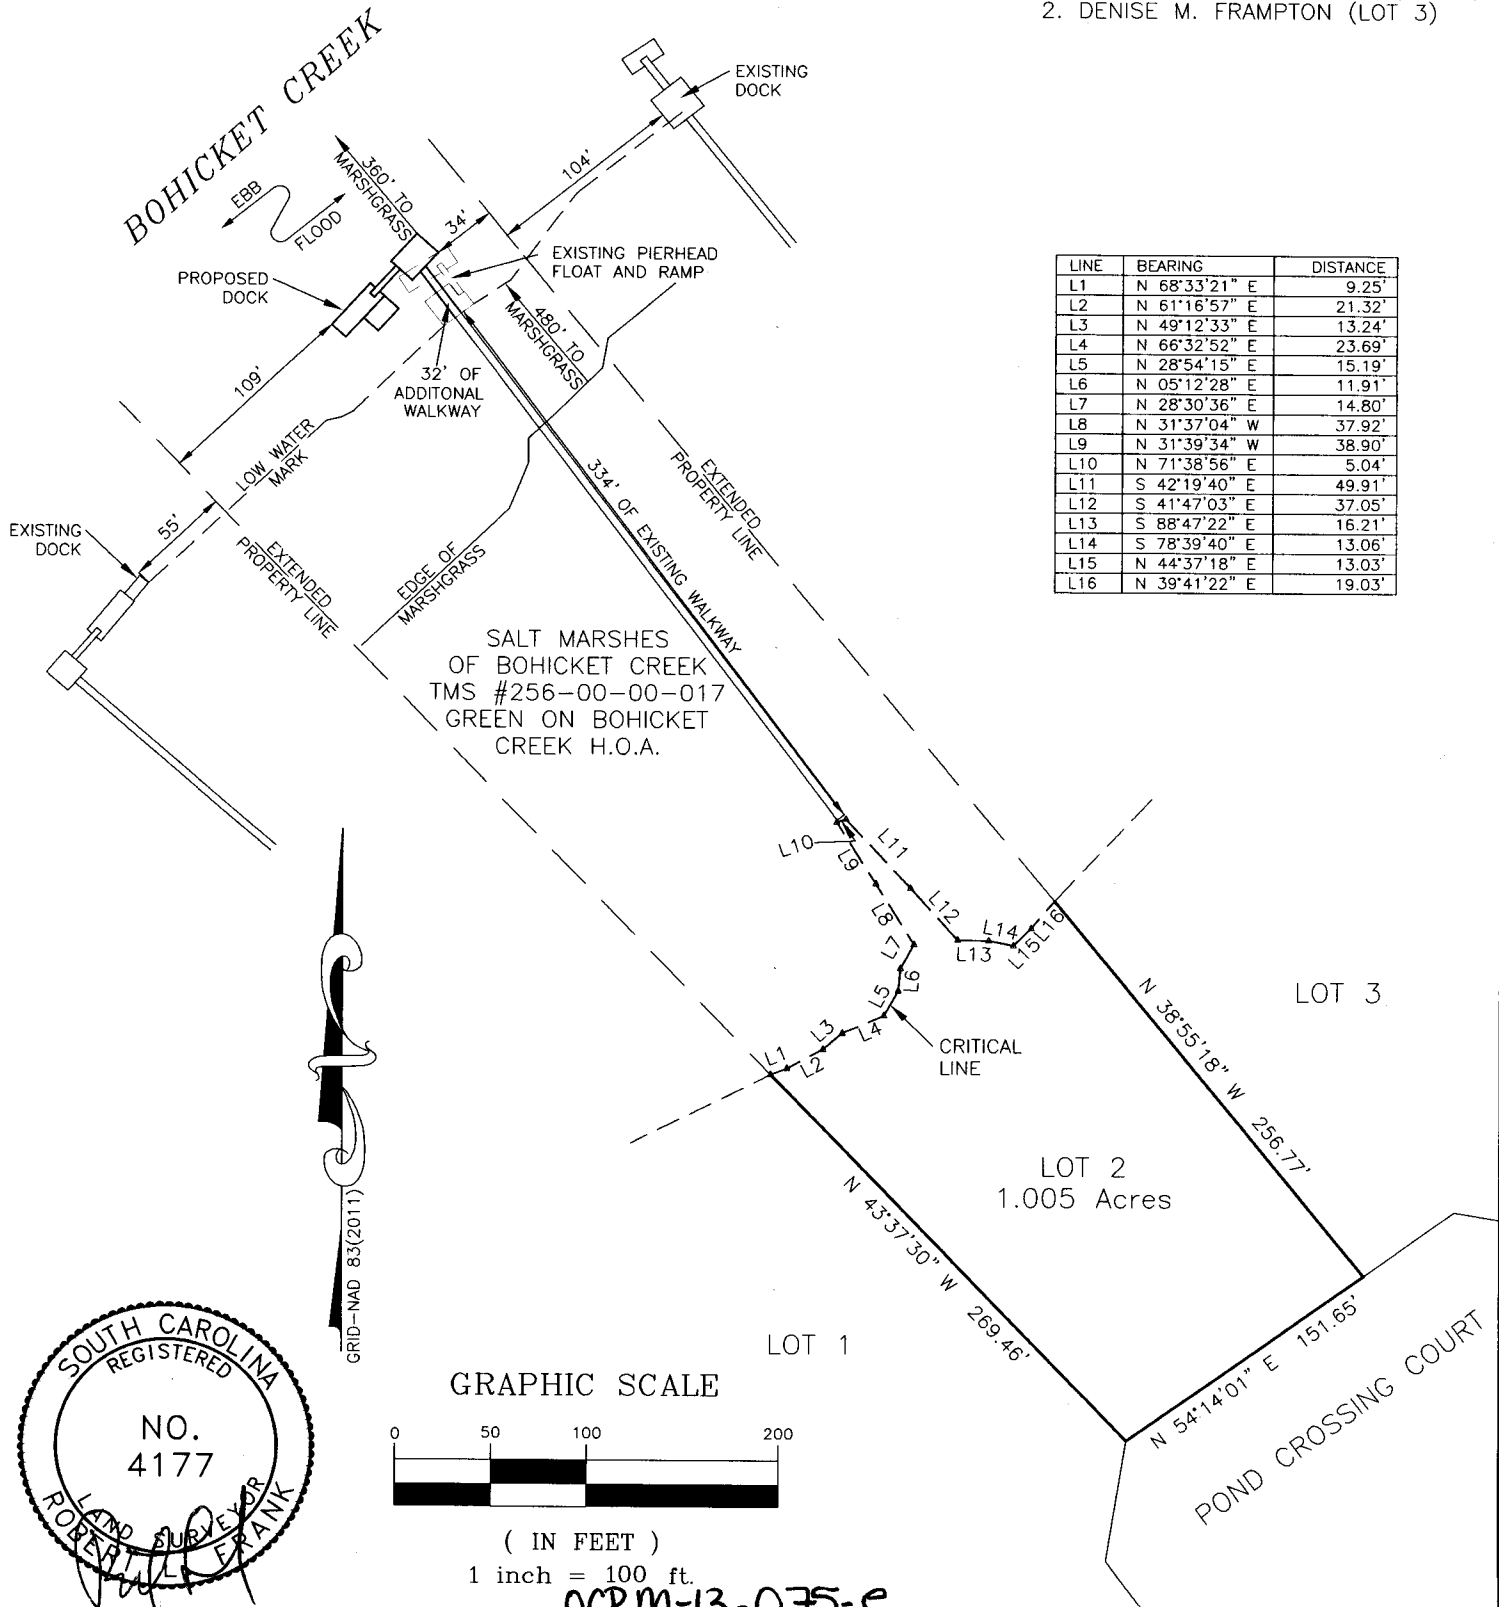 2. DENISE M. FRAMPTON (LOT 3)
BOHICKET CREEK
EXISTING
DOCK
360' TO
MARSHGRASS
104'
EBB
FLOOD
34'
EXISTING PIERHEAD
FLOAT AND RAMP
PROPOSED
DOCK
480' TO
MARSHGRASS
109'
32' OF
ADDITONAL
WALKWAY
LOW WATER
MARK
334' OF EXISTING WALKWAY
EXTENDED
PROPERTY LINE
EXISTING
DOCK
55'
EXTENDED
PROPERTY LINE
EDGE OF
MARSHGRASS
SALT MARSHES
OF BOHICKET CREEK
TMS #256-00-00-017
GREEN ON BOHICKET
CREEK H.O.A.
LINE BEARING DISTANCE
L1 N 68°33'21" E 9.25'
L2 N 61°16'57" E 21.32'
L3 N 49°12'33" E 13.24'
L4 N 66°32'52" E 23.69'
L5 N 28°54'15" E 15.19'
L6 N 05°12'28" E 11.91'
L7 N 28°30'36" E 14.80'
L8 N 31°37'04" W 37.92'
L9 N 31°39'34" W 38.90'
L10 N 71°38'56" E 5.04'
L11 S 42°19'40" E 49.91'
L12 S 41°47'03" E 37.05'
L13 S 88°47'22" E 16.21'
L14 S 78°39'40" E 13.06'
L15 N 44°37'18" E 13.03'
L16 N 39°41'22" E 19.03'
L10
L9
L11
L8
L12
L7
L13
L14
L15
L16
L6
L5
L4
L3
L2
L1
CRITICAL
LINE
LOT 3
N 38°55'18" W 256.77'
LOT 2
1.005 Acres
N 43°37'30" W 269.46'
LOT 1
N 54°14'01" E 151.65'
POND CROSSING COURT
GRID-NAD 83(2011)
SOUTH CAROLINA
REGISTERED
NO.
4177
LAND SURVEYOR
ROBERT L. FRANK
GRAPHIC SCALE
0 50 100 200
( IN FEET )
1 inch = 100 ft.
OCRM-13-075-e